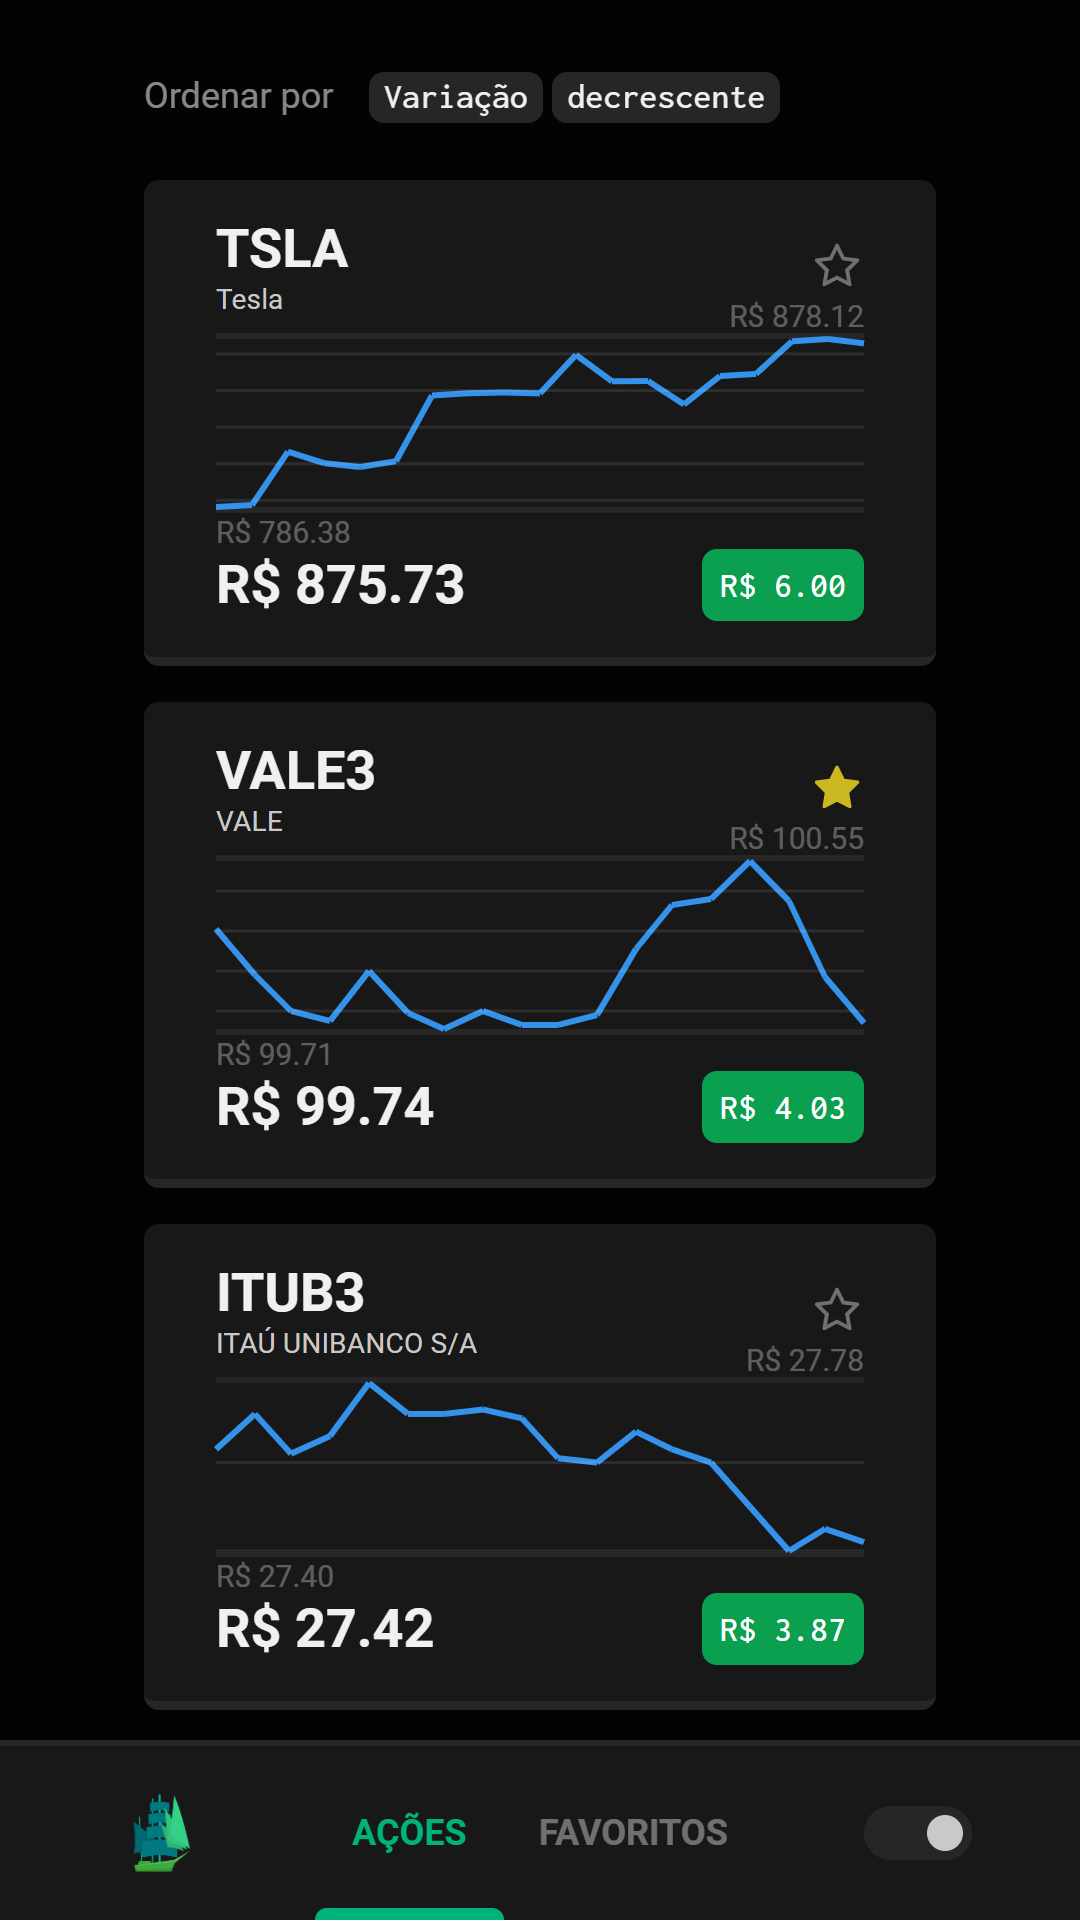 Ordenar por Variação decrescente
TSLA
Tesla
R$ 878.12
R$ 786.38
R$ 875.73
R$ 6.00
VALE3
VALE
R$ 100.55
R$ 99.71
R$ 99.74
R$ 4.03
ITUB3
ITAÚ UNIBANCO S/A
R$ 27.78
R$ 27.40
R$ 27.42
R$ 3.87
AÇÕES FAVORITOS